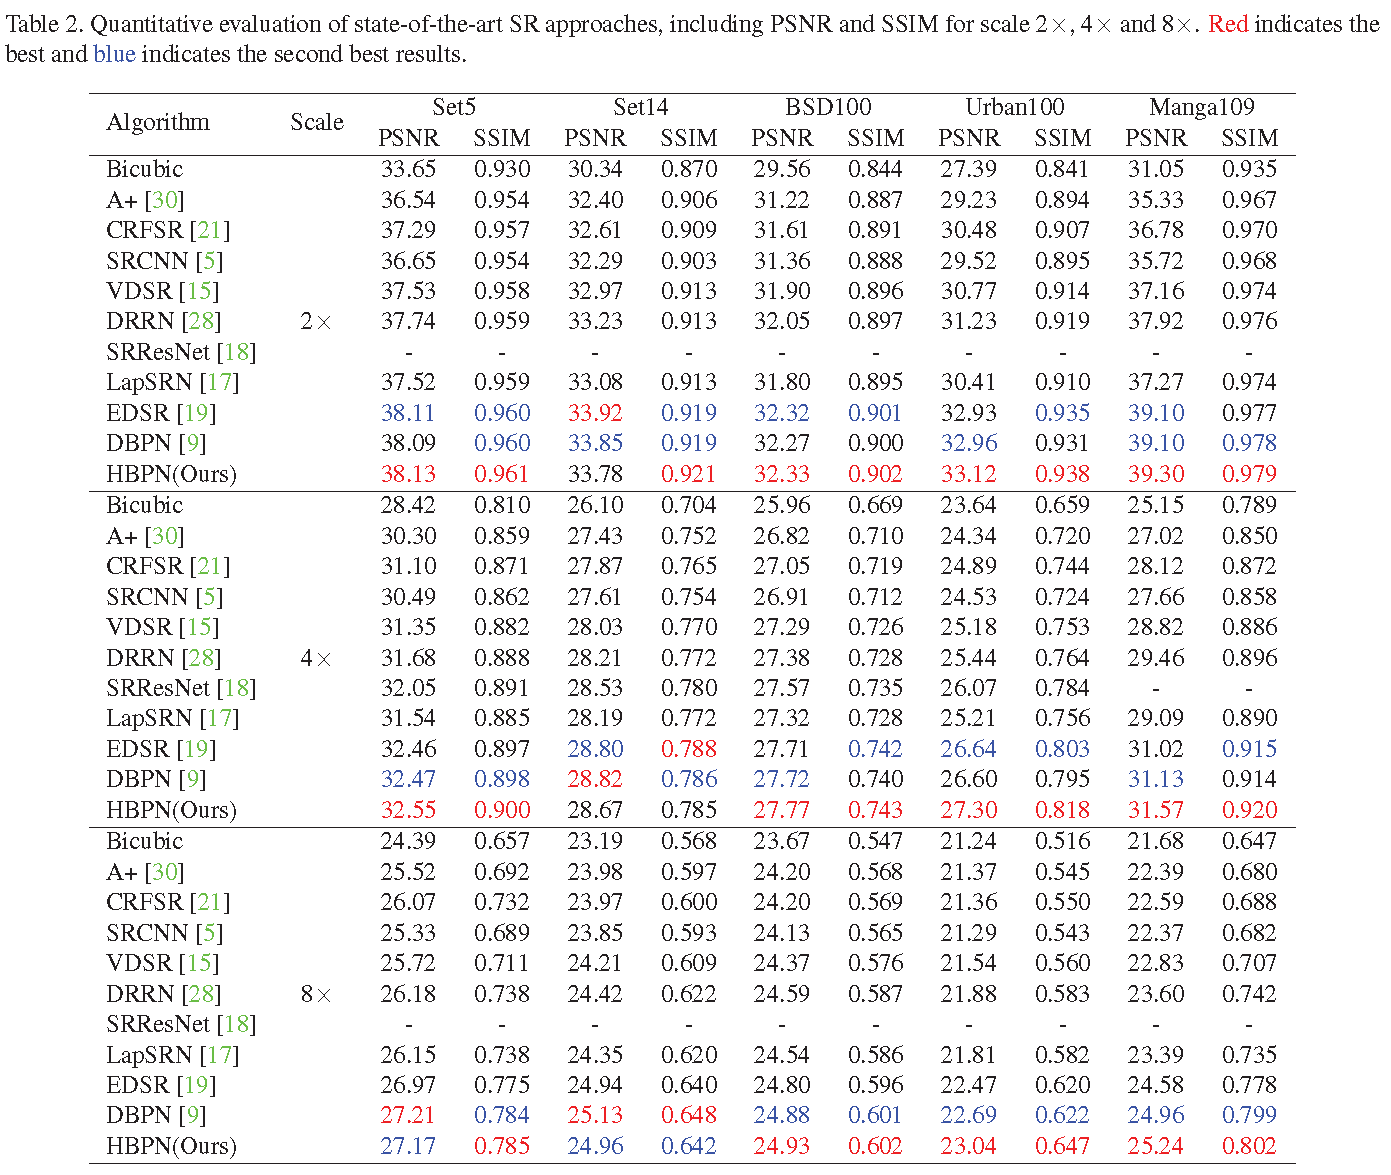 Table 2. Quantitative evaluation of state-of-the-art SR approaches, including PSNR and SSIM for scale 2×, 4× and 8×. Red indicates the
best and blue indicates the second best results.
Algorithm Scale Set5 Set14 BSD100 Urban100 Manga109
PSNR SSIM PSNR SSIM PSNR SSIM PSNR SSIM PSNR SSIM
Bicubic 33.65 0.930 30.34 0.870 29.56 0.844 27.39 0.841 31.05 0.935
A+ [30] 36.54 0.954 32.40 0.906 31.22 0.887 29.23 0.894 35.33 0.967
CRFSR [21] 37.29 0.957 32.61 0.909 31.61 0.891 30.48 0.907 36.78 0.970
SRCNN [5] 36.65 0.954 32.29 0.903 31.36 0.888 29.52 0.895 35.72 0.968
VDSR [15] 37.53 0.958 32.97 0.913 31.90 0.896 30.77 0.914 37.16 0.974
DRRN [28] 2× 37.74 0.959 33.23 0.913 32.05 0.897 31.23 0.919 37.92 0.976
SRResNet [18] - - - - - - - - - -
LapSRN [17] 37.52 0.959 33.08 0.913 31.80 0.895 30.41 0.910 37.27 0.974
EDSR [19] 38.11 0.960 33.92 0.919 32.32 0.901 32.93 0.935 39.10 0.977
DBPN [9] 38.09 0.960 33.85 0.919 32.27 0.900 32.96 0.931 39.10 0.978
HBPN(Ours) 38.13 0.961 33.78 0.921 32.33 0.902 33.12 0.938 39.30 0.979
Bicubic 28.42 0.810 26.10 0.704 25.96 0.669 23.64 0.659 25.15 0.789
A+ [30] 30.30 0.859 27.43 0.752 26.82 0.710 24.34 0.720 27.02 0.850
CRFSR [21] 31.10 0.871 27.87 0.765 27.05 0.719 24.89 0.744 28.12 0.872
SRCNN [5] 30.49 0.862 27.61 0.754 26.91 0.712 24.53 0.724 27.66 0.858
VDSR [15] 31.35 0.882 28.03 0.770 27.29 0.726 25.18 0.753 28.82 0.886
DRRN [28] 4× 31.68 0.888 28.21 0.772 27.38 0.728 25.44 0.764 29.46 0.896
SRResNet [18] 32.05 0.891 28.53 0.780 27.57 0.735 26.07 0.784 - -
LapSRN [17] 31.54 0.885 28.19 0.772 27.32 0.728 25.21 0.756 29.09 0.890
EDSR [19] 32.46 0.897 28.80 0.788 27.71 0.742 26.64 0.803 31.02 0.915
DBPN [9] 32.47 0.898 28.82 0.786 27.72 0.740 26.60 0.795 31.13 0.914
HBPN(Ours) 32.55 0.900 28.67 0.785 27.77 0.743 27.30 0.818 31.57 0.920
Bicubic 24.39 0.657 23.19 0.568 23.67 0.547 21.24 0.516 21.68 0.647
A+ [30] 25.52 0.692 23.98 0.597 24.20 0.568 21.37 0.545 22.39 0.680
CRFSR [21] 26.07 0.732 23.97 0.600 24.20 0.569 21.36 0.550 22.59 0.688
SRCNN [5] 25.33 0.689 23.85 0.593 24.13 0.565 21.29 0.543 22.37 0.682
VDSR [15] 25.72 0.711 24.21 0.609 24.37 0.576 21.54 0.560 22.83 0.707
DRRN [28] 8× 26.18 0.738 24.42 0.622 24.59 0.587 21.88 0.583 23.60 0.742
SRResNet [18] - - - - - - - - - -
LapSRN [17] 26.15 0.738 24.35 0.620 24.54 0.586 21.81 0.582 23.39 0.735
EDSR [19] 26.97 0.775 24.94 0.640 24.80 0.596 22.47 0.620 24.58 0.778
DBPN [9] 27.21 0.784 25.13 0.648 24.88 0.601 22.69 0.622 24.96 0.799
HBPN(Ours) 27.17 0.785 24.96 0.642 24.93 0.602 23.04 0.647 25.24 0.802